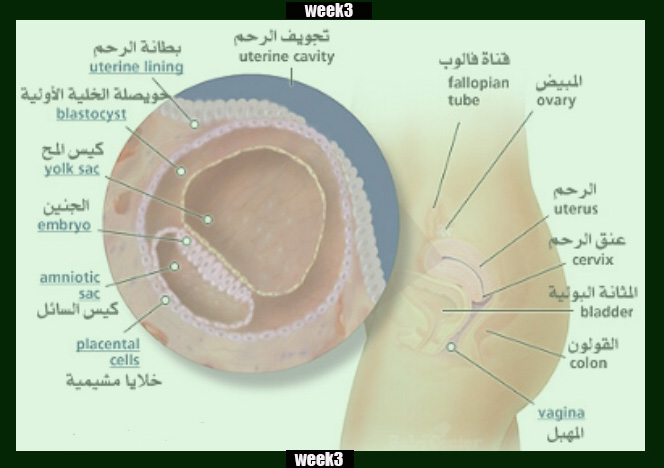 week3
تجويف الرحم
uterine cavity
بطانة الرحم
uterine lining
حويصلة الخلية الأولية
blastocyst
كيس المح
yolk sac
الجنين
embryo
amniotic
sac
كيس السائل
placental
cells
خلايا مشيمية
قناة فالوب
fallopian
tube
المبيض
ovary
الرحم
uterus
عنق الرحم
cervix
المثانة البولية
bladder
القولون
colon
vagina
المهبل
week3